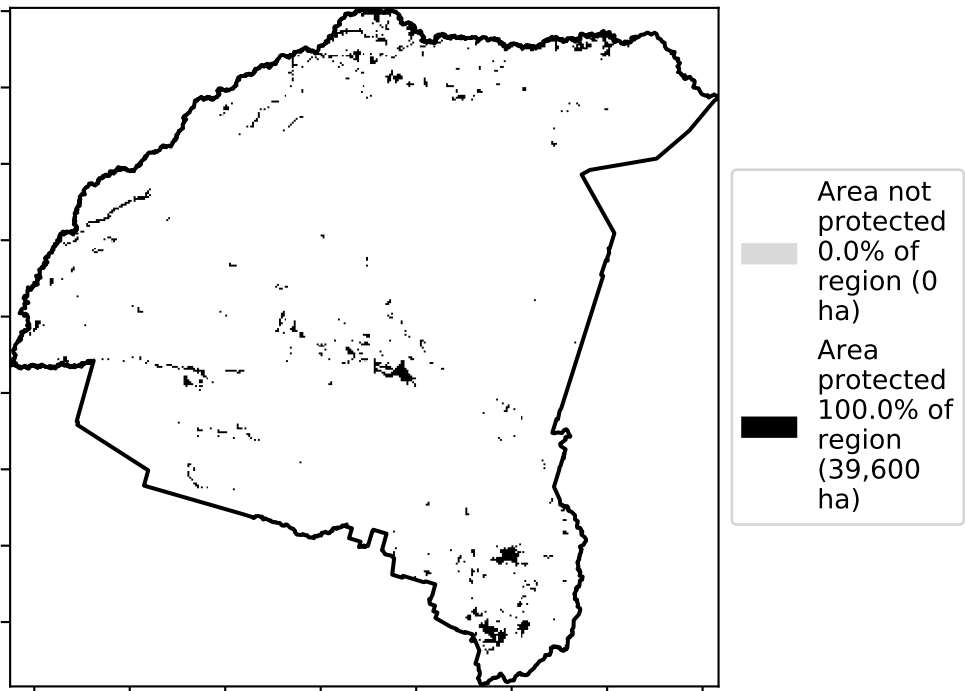 Area not
protected
0.0% of
region (0
ha)
Area
protected
100.0% of
region
(39,600
ha)